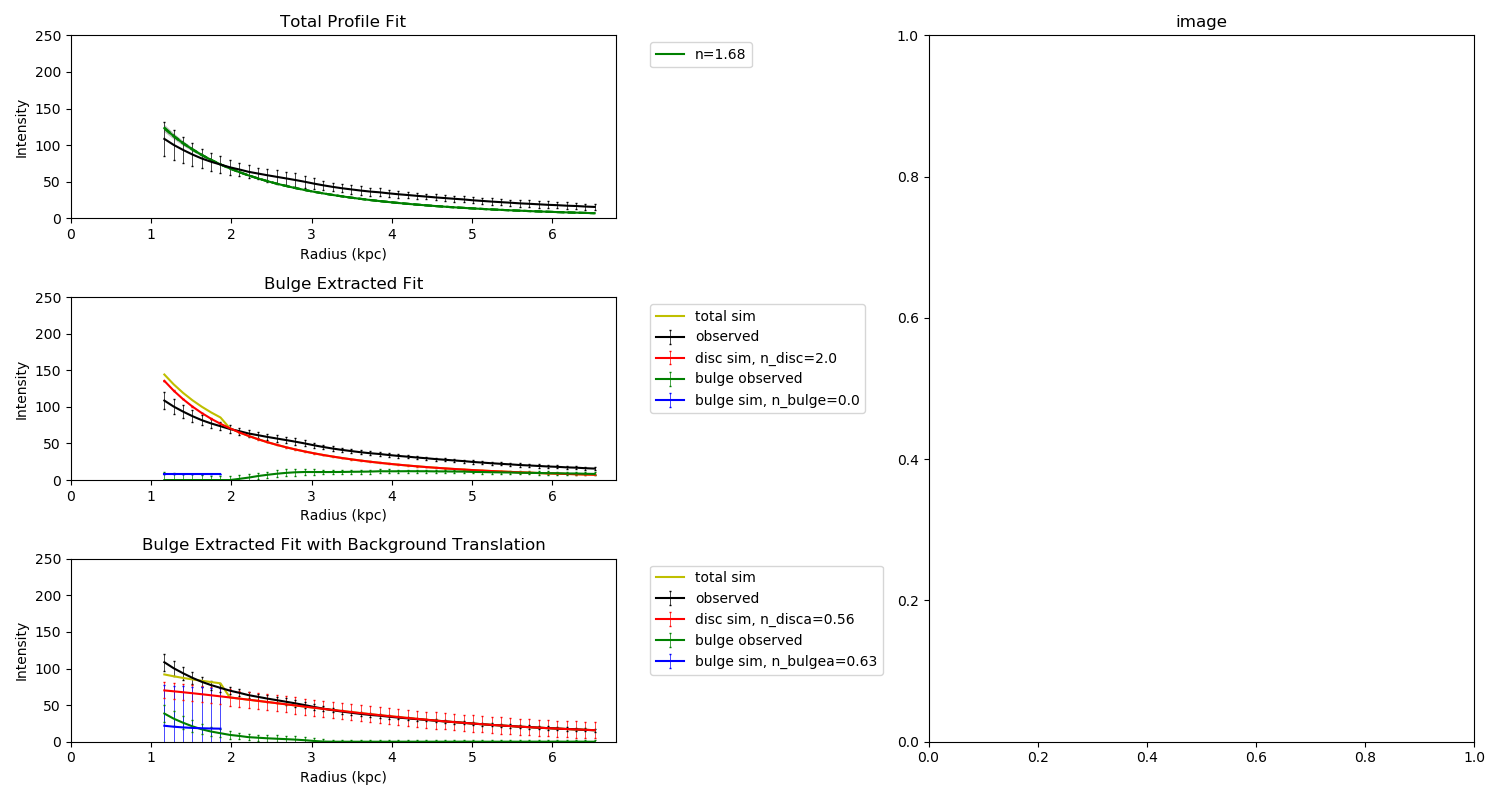 Total Profile Fit
250
200
150
100
50
0
Intensity
0 1 2 3 4 5 6
Radius (kpc)
n=1.68
Bulge Extracted Fit
250
200
150
100
50
0
Intensity
0 1 2 3 4 5 6
Radius (kpc)
total sim
observed
disc sim, n_disc=2.0
bulge observed
bulge sim, n_bulge=0.0
Bulge Extracted Fit with Background Translation
250
200
150
100
50
0
Intensity
0 1 2 3 4 5 6
Radius (kpc)
total sim
observed
disc sim, n_disca=0.56
bulge observed
bulge sim, n_bulgea=0.63
image
1.0
0.8
0.6
0.4
0.2
0.0
0.0 0.2 0.4 0.6 0.8 1.0